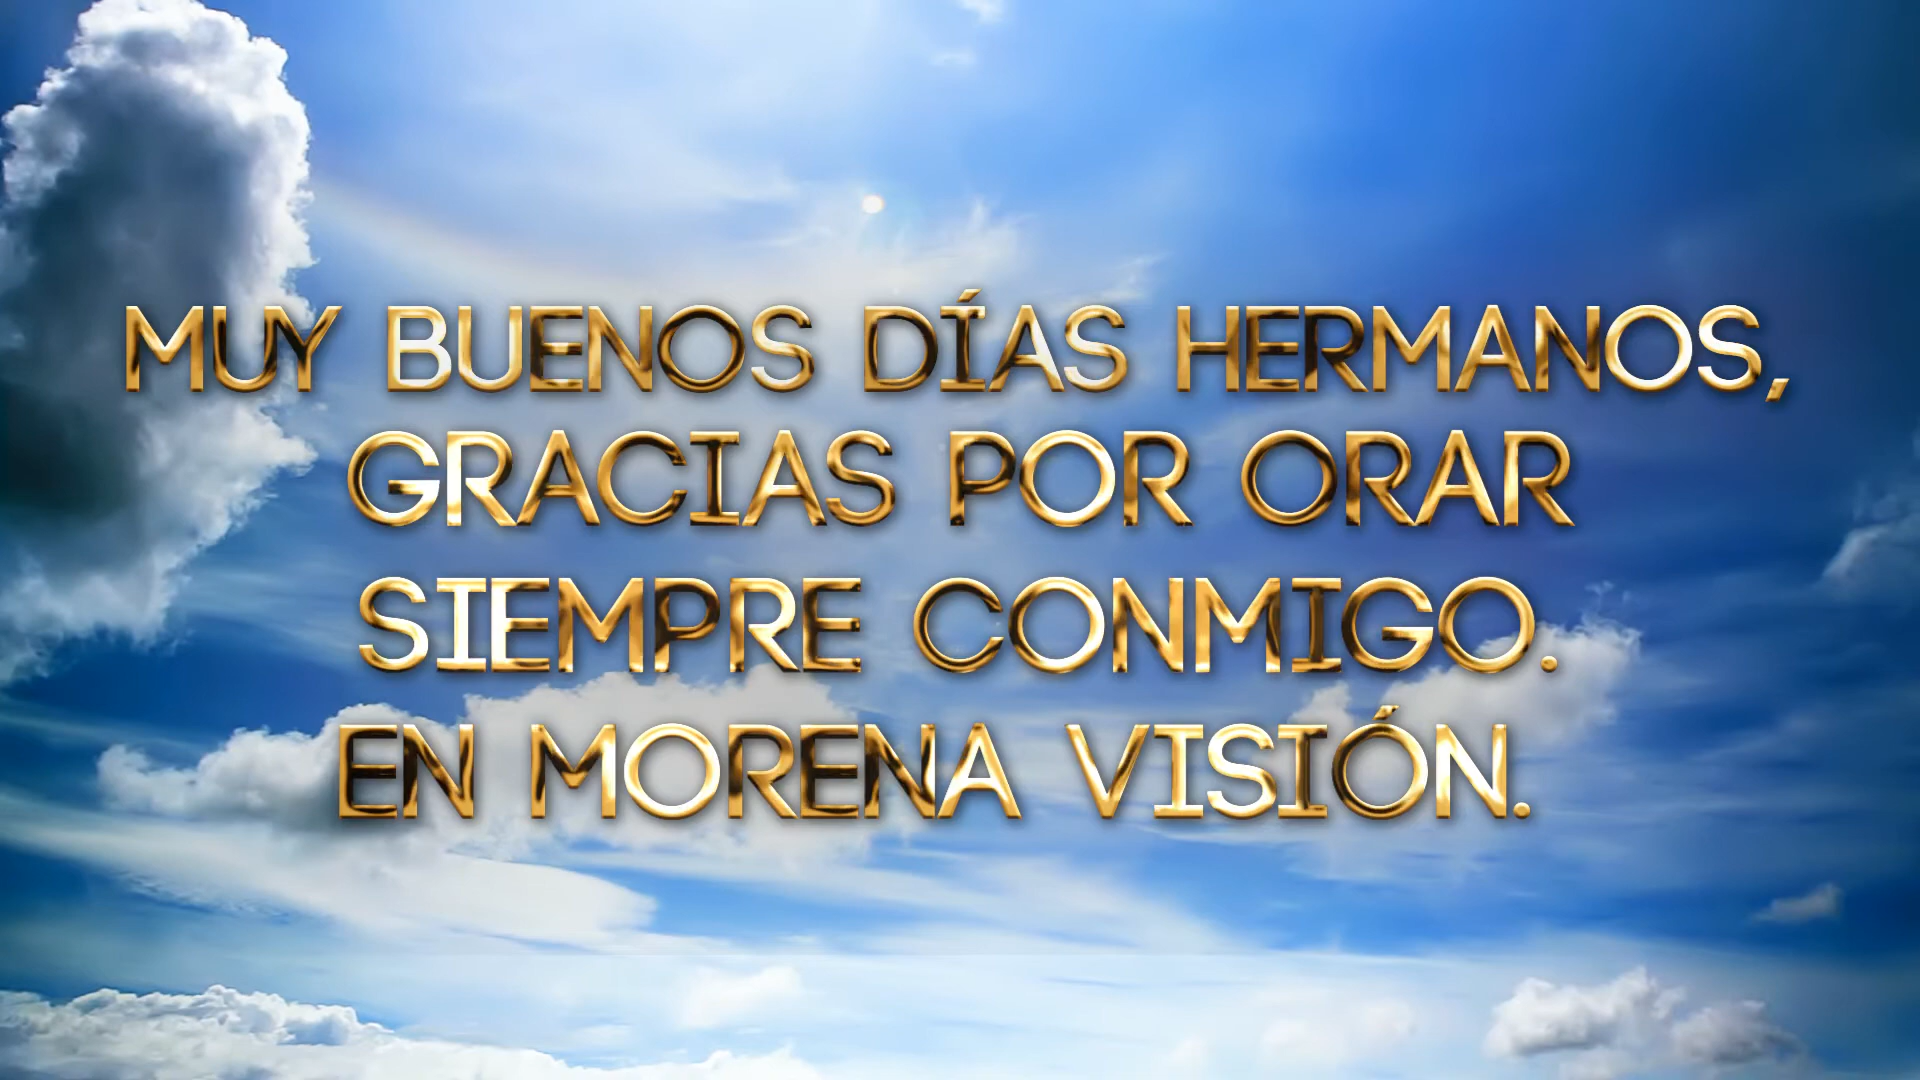 MUY BUENOS DÍAS HERMANOS,
GRACIAS POR ORAR
SIEMPRE CONMIGO.
EN MORENA VISIÓN.